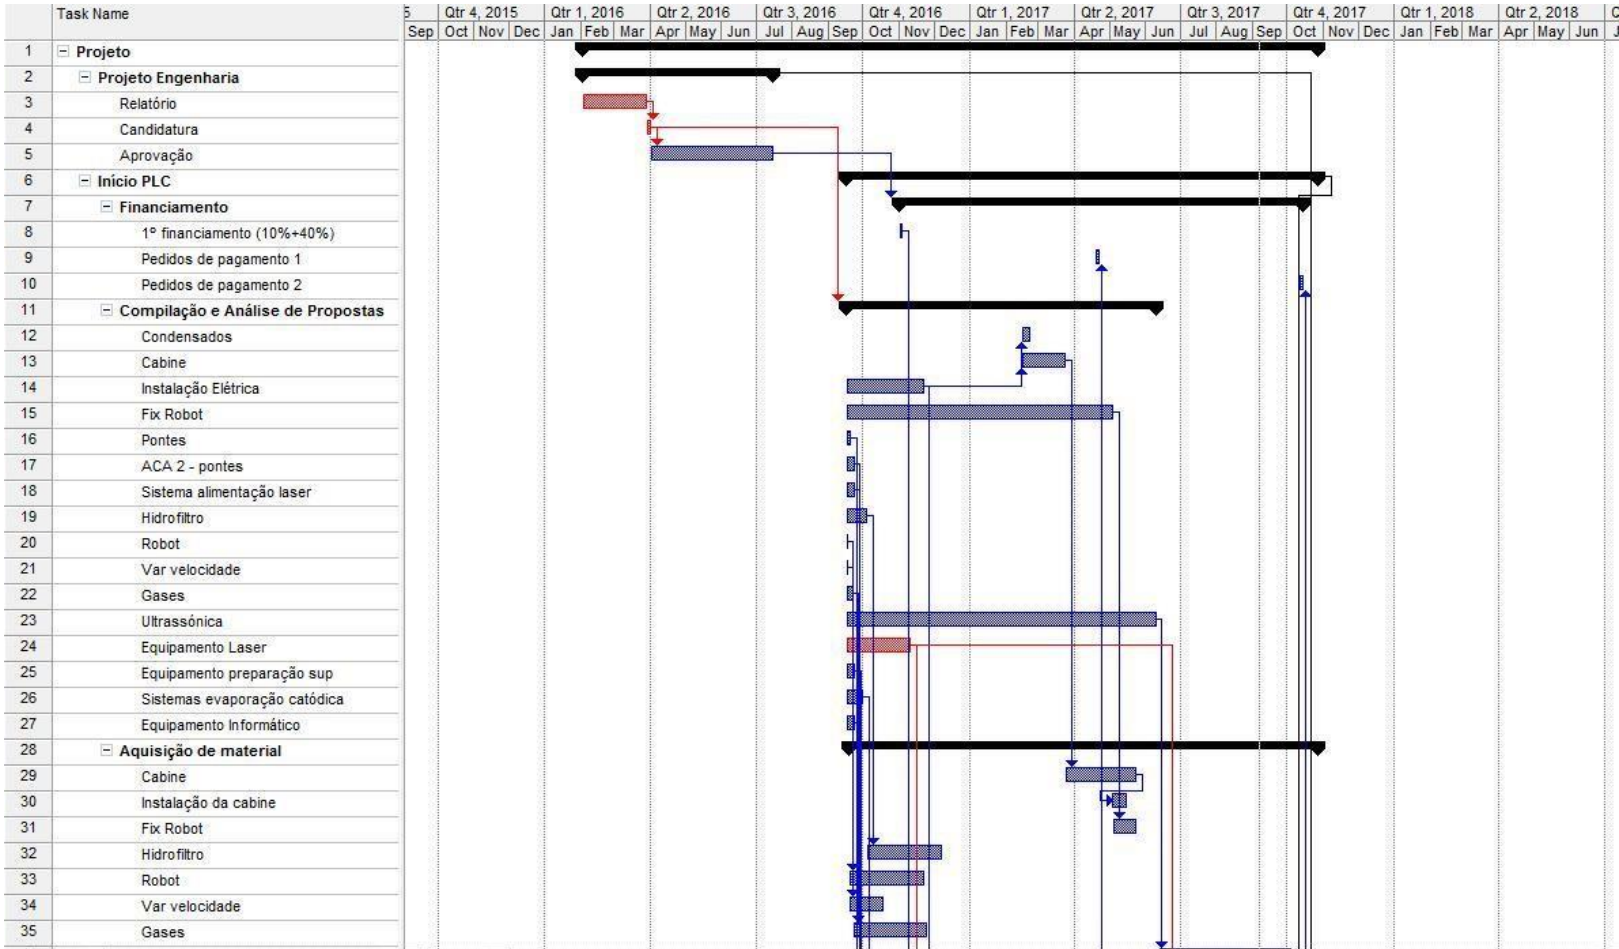 Task Name
5 Qtr 4, 2015 Qtr 1, 2016 Qtr 2, 2016 Qtr 3, 2016 Qtr 4, 2016 Qtr 1, 2017 Qtr 2, 2017 Qtr 3, 2017 Qtr 4, 2017 Qtr 1, 2018 Qtr 2, 2018
Sep Oct Nov Dec Jan Feb Mar Apr May Jun Jul Aug Sep Oct Nov Dec Jan Feb Mar Apr May Jun Jul Aug Sep Oct Nov Dec Jan Feb Mar Apr May Jun
1 Projeto
2 Projeto Engenharia
3 Relatório
4 Candidatura
5 Aprovação
6 Início PLC
7 Financiamento
8 1º financiamento (10%+40%)
9 Pedidos de pagamento 1
10 Pedidos de pagamento 2
11 Compilação e Análise de Propostas
12 Condensados
13 Cabine
14 Instalação Elétrica
15 Fix Robot
16 Pontes
17 ACA 2 - pontes
18 Sistema alimentação laser
19 Hidrofiltro
20 Robot
21 Var velocidade
22 Gases
23 Ultrassónica
24 Equipamento Laser
25 Equipamento preparação sup
26 Sistemas evaporação catódica
27 Equipamento Informático
28 Aquisição de material
29 Cabine
30 Instalação da cabine
31 Fix Robot
32 Hidrofiltro
33 Robot
34 Var velocidade
35 Gases